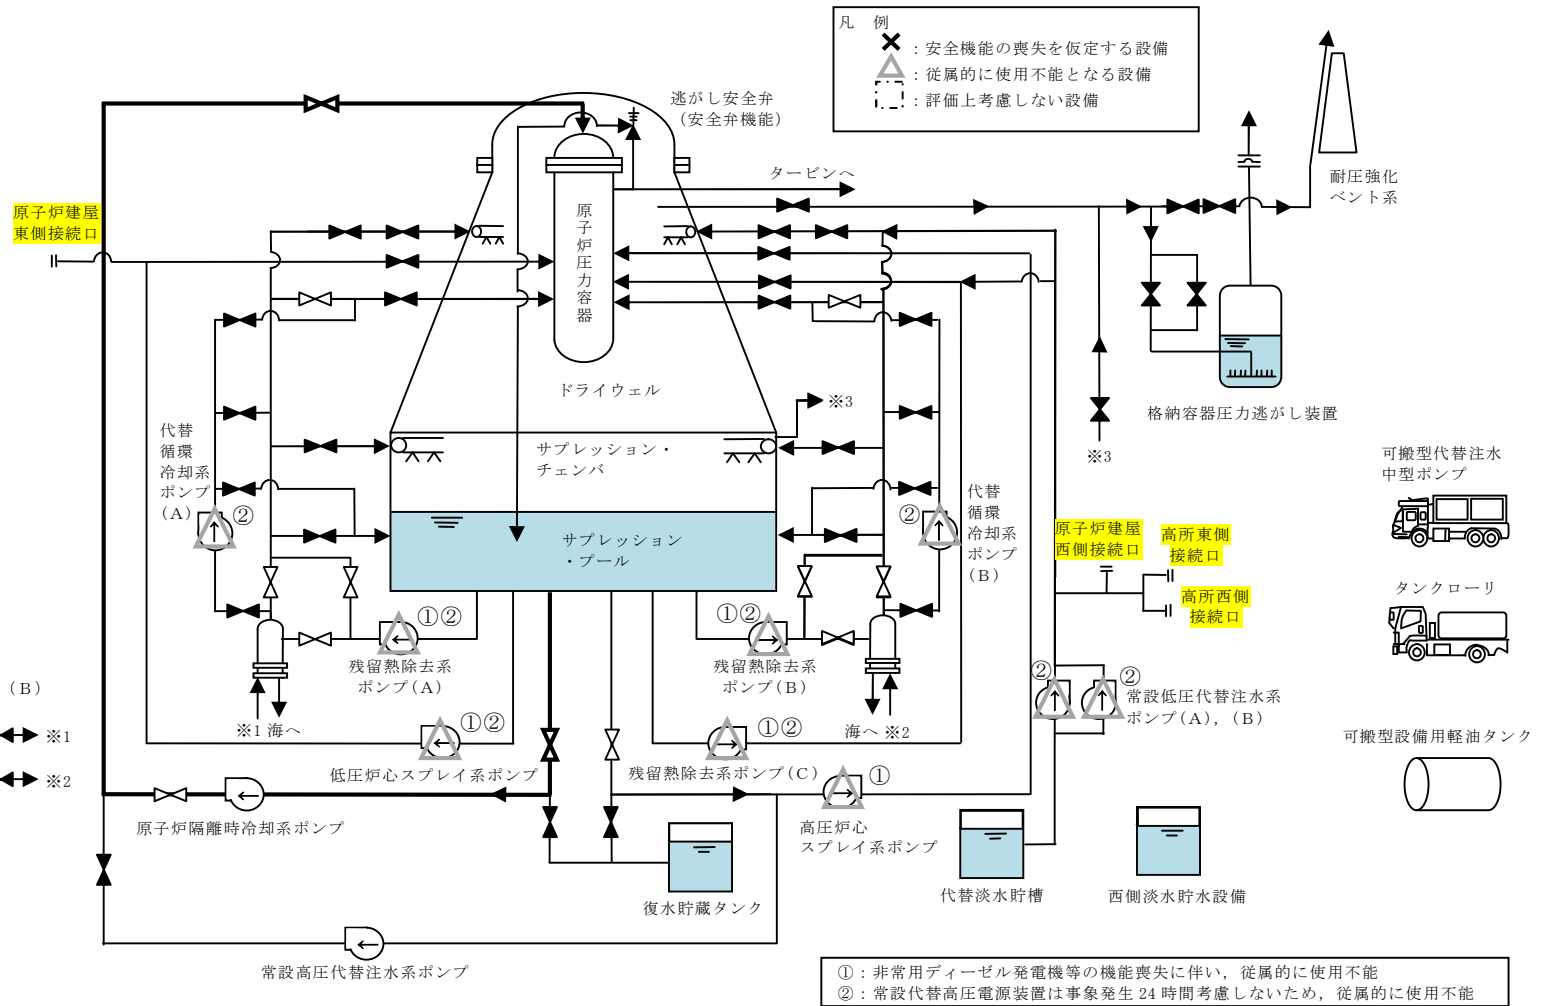 凡 例
: 安全機能の喪失を仮定する設備
: 従属的に使用不能となる設備
: 評価上考慮しない設備
逃がし安全弁
(安全弁機能)
タービンへ
耐圧強化
ベント系
原子炉建屋
東側接続口
原子炉圧力容器
ドライウェル
※3
格納容器圧力逃がし装置
※3
代替
循環
冷却系
ポンプ
(A)
②
サプレッション・
チェンバ
サプレッション
・プール
②
代替
循環
冷却系
ポンプ
(B)
可搬型代替注水
中型ポンプ
原子炉建屋
西側接続口
高所東側
接続口
高所西側
接続口
タンクローリ
①②
残留熱除去系
ポンプ(A)
①②
残留熱除去系
ポンプ(B)
(B)
※1
※2
※1 海へ
海へ ※2
①②
低圧炉心スプレイ系ポンプ
①②
残留熱除去系ポンプ(C)
②
②
常設低圧代替注水系
ポンプ(A),(B)
可搬型設備用軽油タンク
原子炉隔離時冷却系ポンプ
①
高圧炉心
スプレイ系ポンプ
復水貯蔵タンク
代替淡水貯槽
西側淡水貯水設備
常設高圧代替注水系ポンプ
①:非常用ディーゼル発電機等の機能喪失に伴い,従属的に使用不能
②:常設代替高圧電源装置は事象発生 24 時間考慮しないため,従属的に使用不能